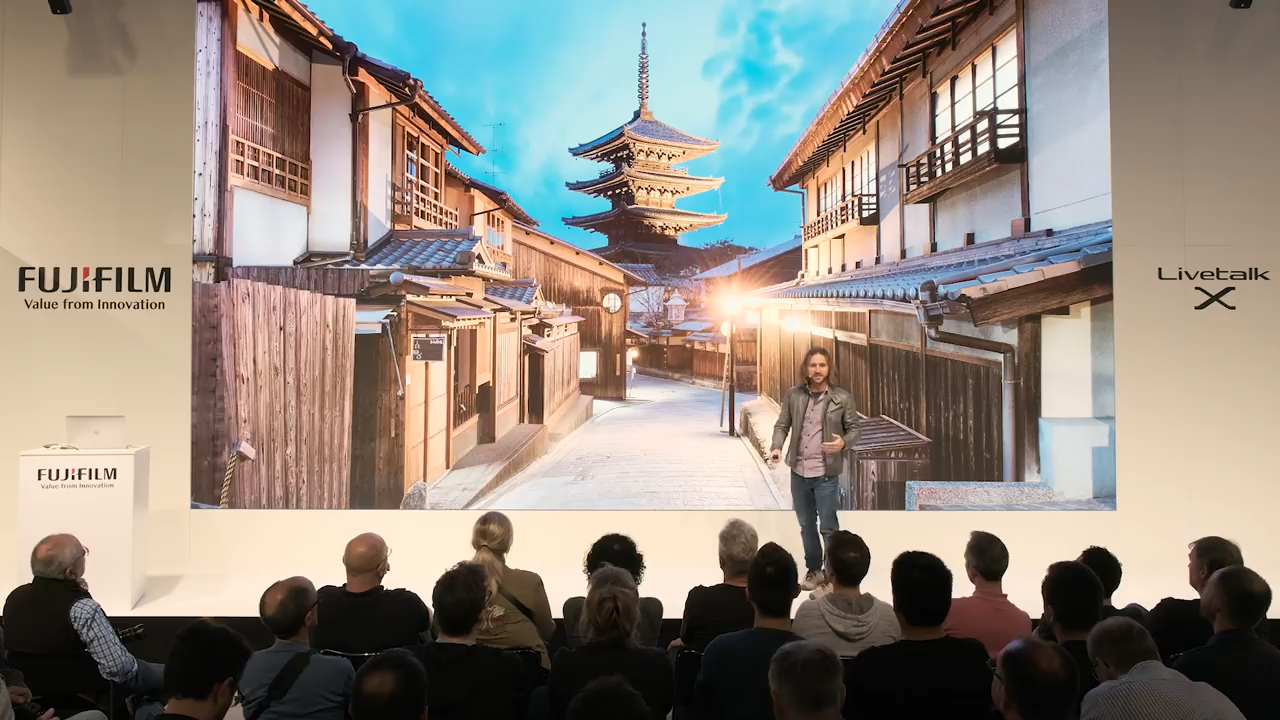 FUJIFILM
Value from Innovation
Livetalk
X
FUJIFILM
Value from Innovation